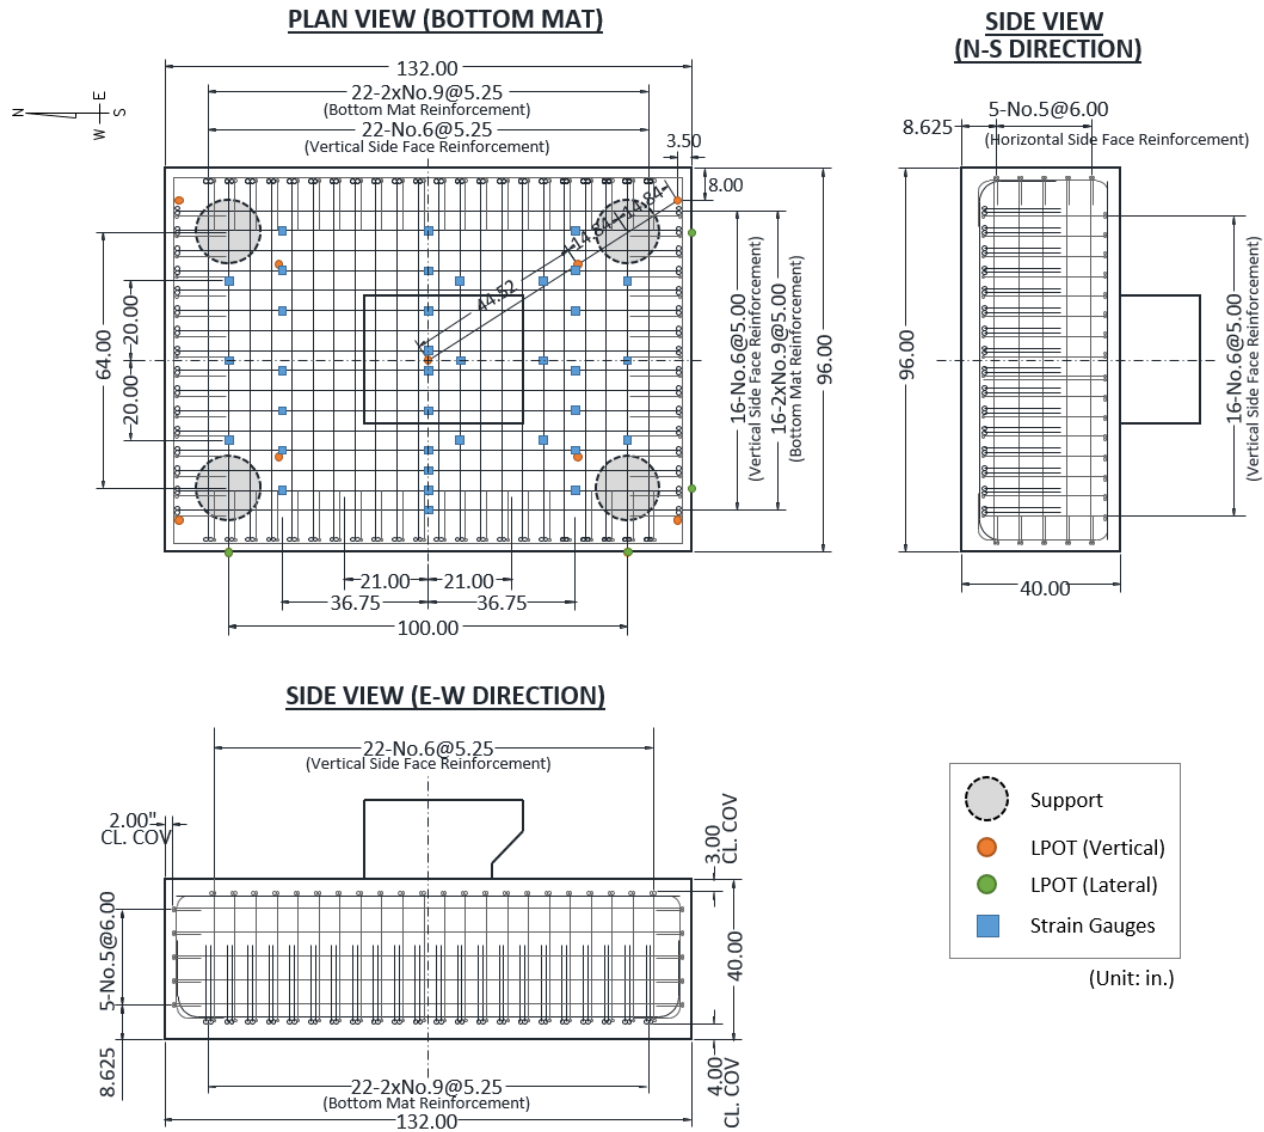 PLAN VIEW (BOTTOM MAT)
132.00
22-2xNo.9@5.25
(Bottom Mat Reinforcement)
22-No.6@5.25
(Vertical Side Face Reinforcement)
N
E
S
W
3.50
8.00
14.84
14.84
44.52
64.00
20.00
20.00
16-No.6@5.00
(Vertical Side Face Reinforcement)
16-2xNo.9@5.00
(Bottom Mat Reinforcement)
96.00
21.00
21.00
36.75
36.75
100.00
SIDE VIEW
(N-S DIRECTION)
5-No.5@6.00
8.625
(Horizontal Side Face Reinforcement)
96.00
16-No.6@5.00
(Vertical Side Face Reinforcement)
40.00
SIDE VIEW (E-W DIRECTION)
22-No.6@5.25
(Vertical Side Face Reinforcement)
2.00"
CL. COV
3.00
CL. COV
5-No.5@6.00
40.00
8.625
4.00
CL. COV
22-2xNo.9@5.25
(Bottom Mat Reinforcement)
132.00
Support
LPOT (Vertical)
LPOT (Lateral)
Strain Gauges
(Unit: in.)